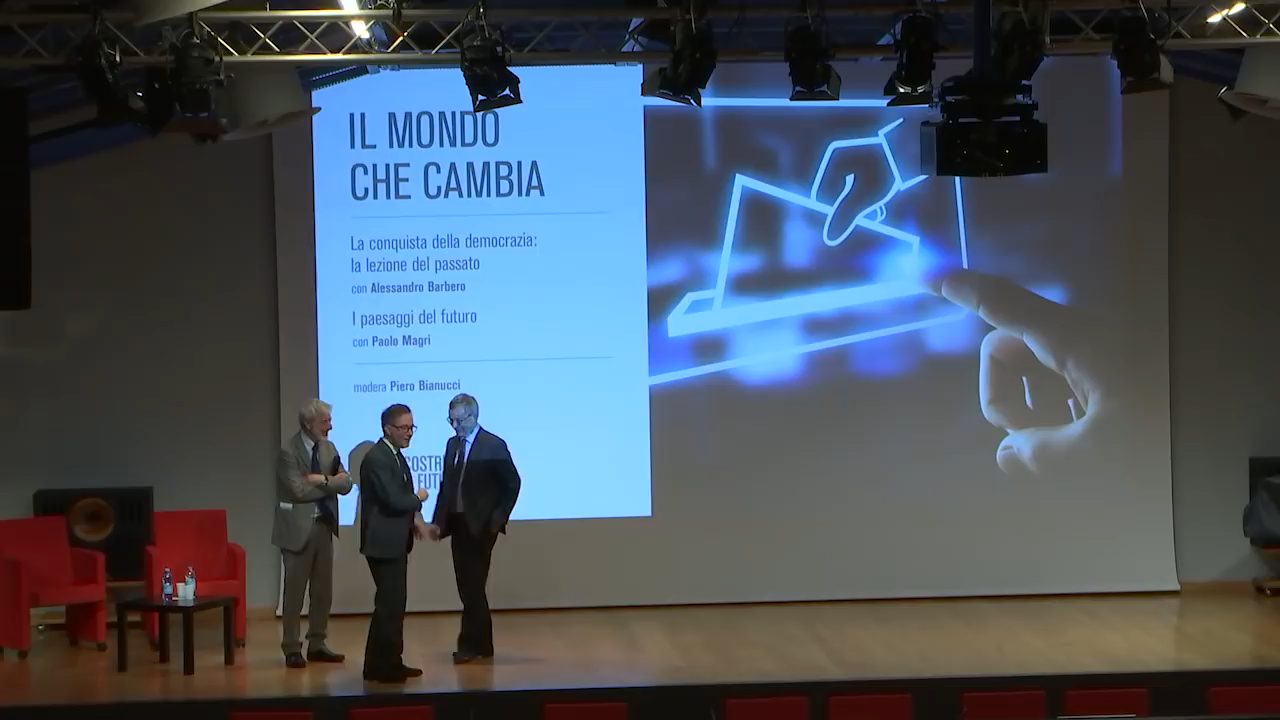 IL MONDO
CHE CAMBIA
La conquista della democrazia:
la lezione del passato
con Alessandro Barbero
I paesaggi del futuro
con Paolo Magri
modera Piero Bianucci